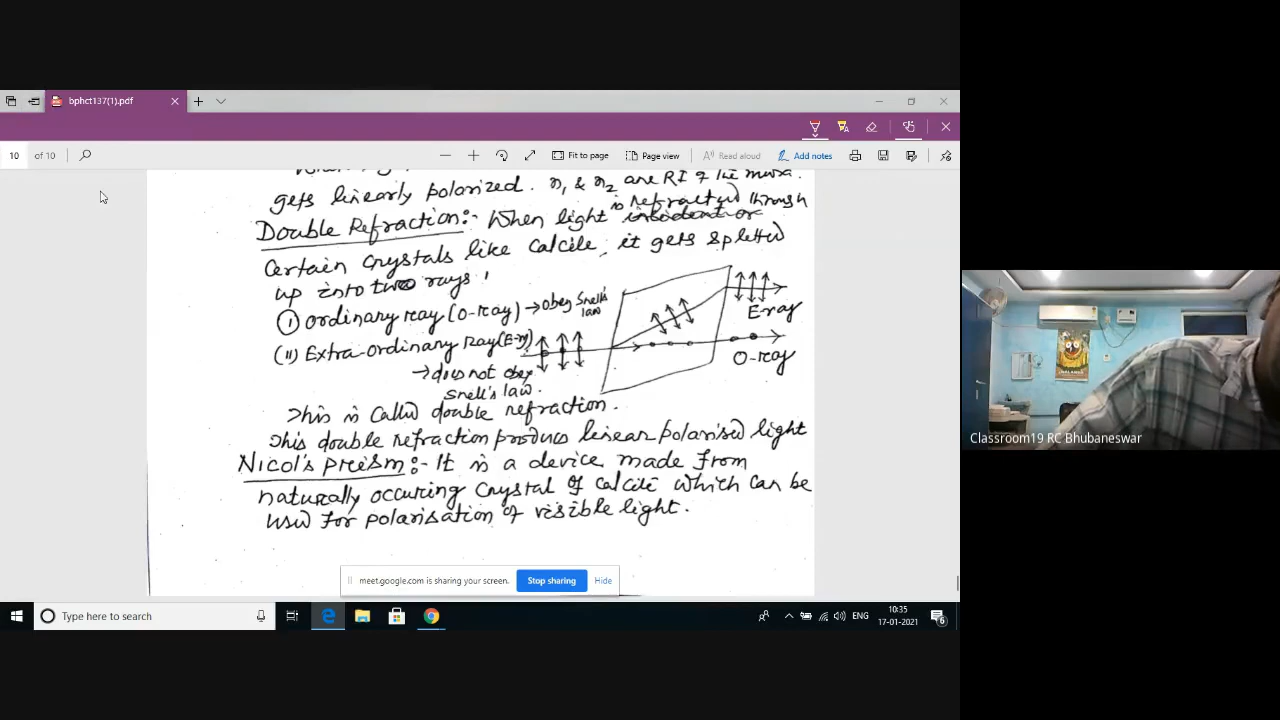 bphct137(1).pdf
10 of 10
Fit to page
Page view
Read aloud
Add notes
gets linearly polarized. n1 & n2 are RI of the
Double Refraction:- When light is refracted through
incident on
Certain crystals like Calcite, it gets splitted
up into two rays
(i) ordinary ray (O-ray) → obey Snell's law
(ii) Extra-ordinary Ray (E-ray)
→ does not obey Snell's law.
E-ray
O-ray
This is called double refraction.
This double refraction produces linear polarised light
Nicol's prism:- It is a device made from
naturally occuring crystal of calcite which can be
used for polarisation of visible light.
meet.google.com is sharing your screen.
Stop sharing
Hide
Type here to search
ENG
10:35
17-01-2021
6
Classroom19 RC Bhubaneswar